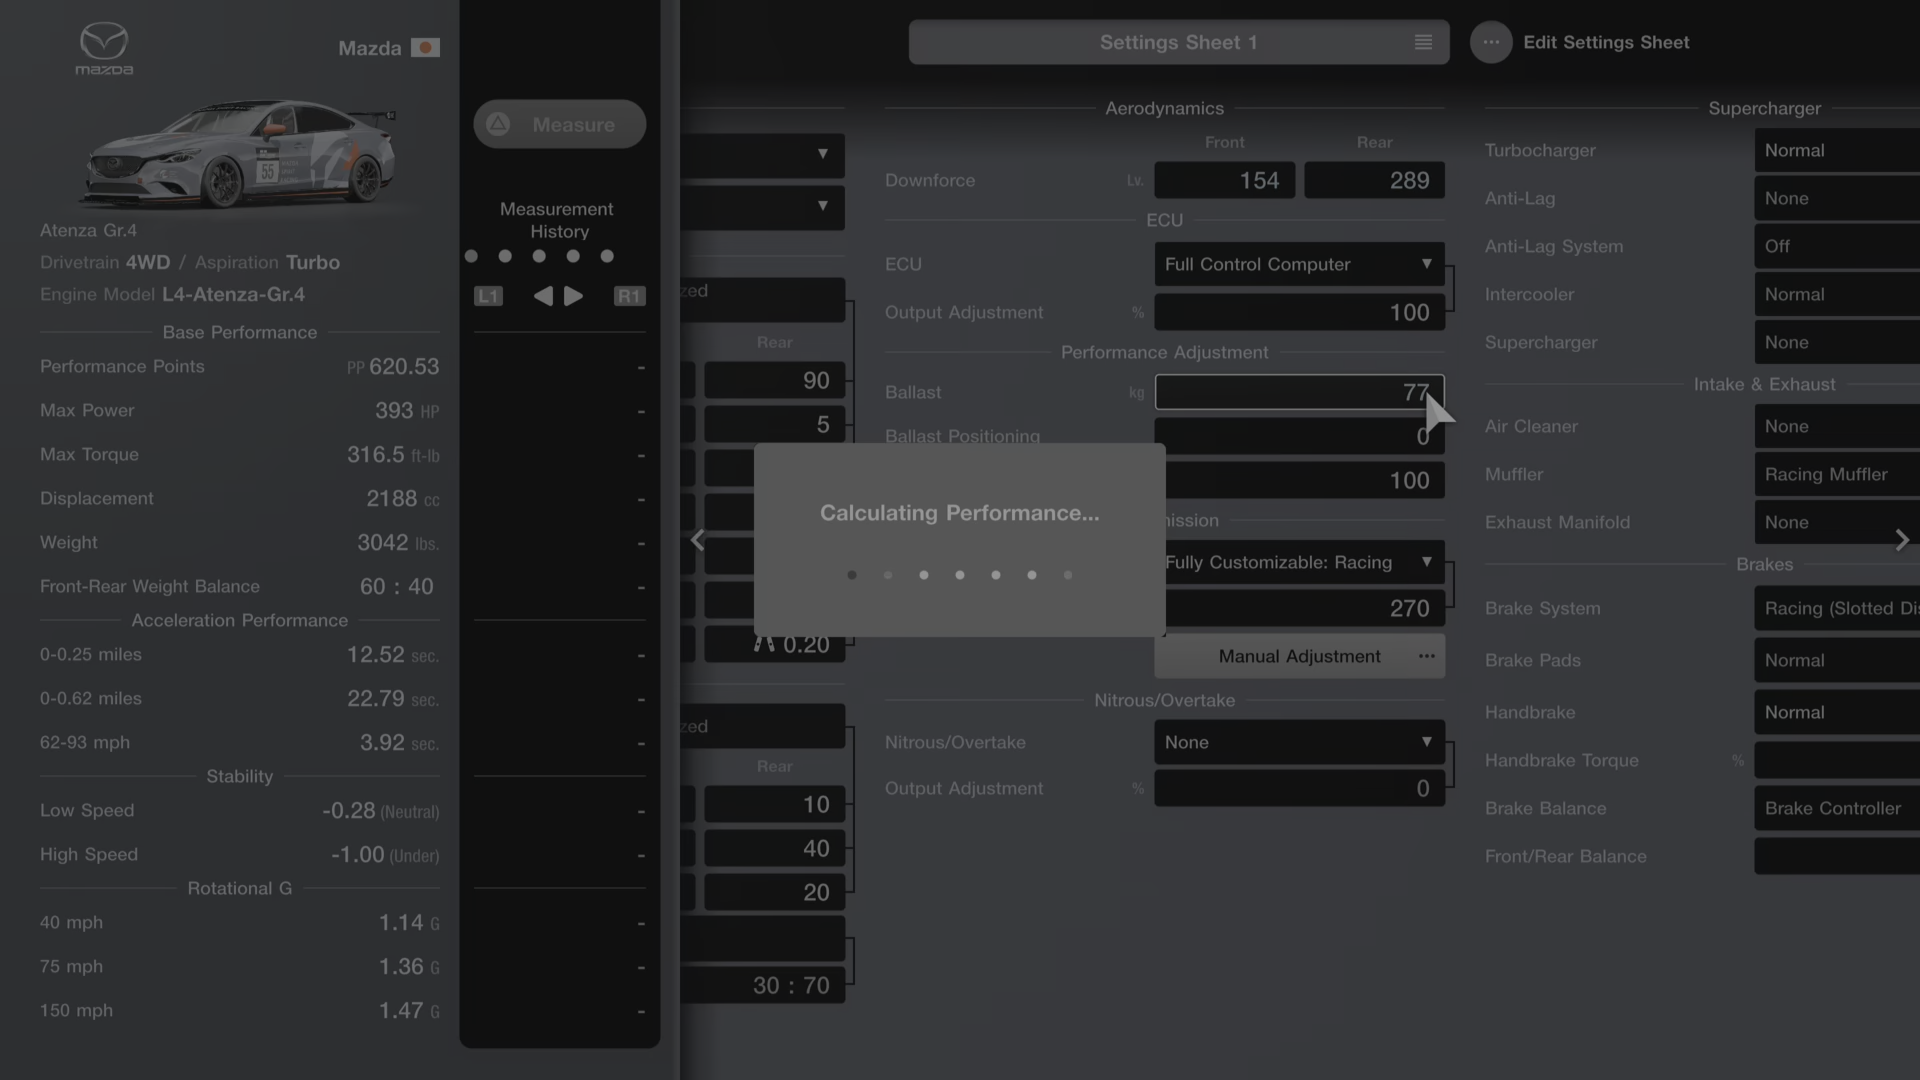 mazda
Mazda
55
Atenza Gr.4
Drivetrain 4WD / Aspiration Turbo
Engine Model L4-Atenza-Gr.4
Base Performance
Performance Points PP 620.53
Max Power 393 HP
Max Torque 316.5 ft-lb
Displacement 2188 cc
Weight 3042 lbs.
Front-Rear Weight Balance 60 : 40
Acceleration Performance
0-0.25 miles 12.52 sec.
0-0.62 miles 22.79 sec.
62-93 mph 3.92 sec.
Stability
Low Speed -0.28 (Neutral)
High Speed -1.00 (Under)
Rotational G
40 mph 1.14 G
75 mph 1.36 G
150 mph 1.47 G
Measure
Measurement
History
L1 R1
-
-
-
-
-
-
-
-
-
-
-
-
-
-
zed
Rear
90
5
0.20
zed
Rear
10
40
20
30 : 70
Settings Sheet 1
Edit Settings Sheet
Aerodynamics
Front Rear
Downforce Lv. 154 289
ECU
ECU Full Control Computer
Output Adjustment % 100
Performance Adjustment
Ballast kg 77
Ballast Positioning 0
100
Calculating Performance...
mission
Fully Customizable: Racing
270
Manual Adjustment
Nitrous/Overtake
Nitrous/Overtake None
Output Adjustment % 0
Supercharger
Turbocharger Normal
Anti-Lag None
Anti-Lag System Off
Intercooler Normal
Supercharger None
Intake & Exhaust
Air Cleaner None
Muffler Racing Muffler
Exhaust Manifold None
Brakes
Brake System Racing (Slotted Dis
Brake Pads Normal
Handbrake Normal
Handbrake Torque %
Brake Balance Brake Controller
Front/Rear Balance